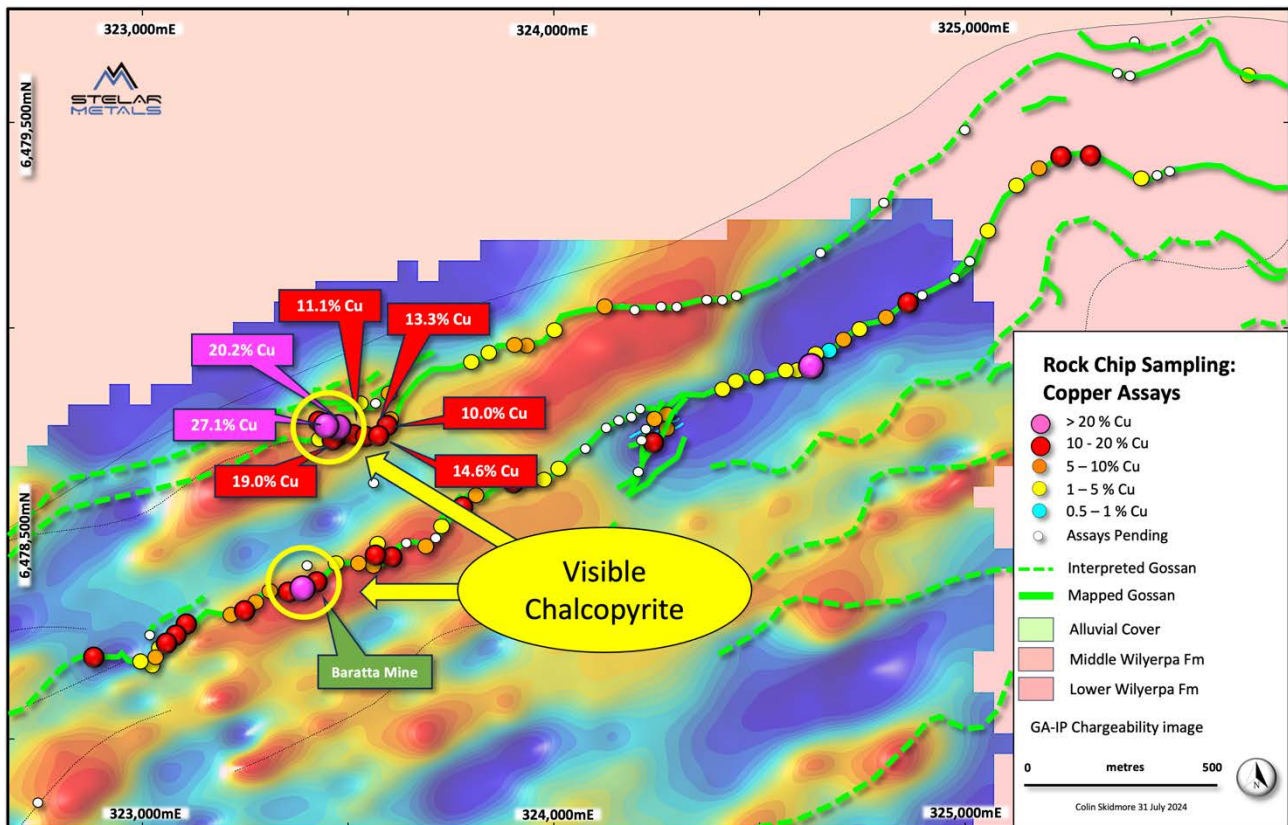 323,000mE
324,000mE
325,000mE
STELAR
METALS
6,479,500mN
11.1% Cu
13.3% Cu
20.2% Cu
27.1% Cu
10.0% Cu
19.0% Cu
14.6% Cu
6,478,500mN
Visible
Chalcopyrite
Baratta Mine
Rock Chip Sampling:
Copper Assays
> 20 % Cu
10 - 20 % Cu
5 – 10% Cu
1 – 5 % Cu
0.5 – 1 % Cu
Assays Pending
Interpreted Gossan
Mapped Gossan
Alluvial Cover
Middle Wilyerpa Fm
Lower Wilyerpa Fm
GA-IP Chargeability image
0 metres 500
N
Colin Skidmore 31 July 2024
323,000mE
324,000mE
325,000mE